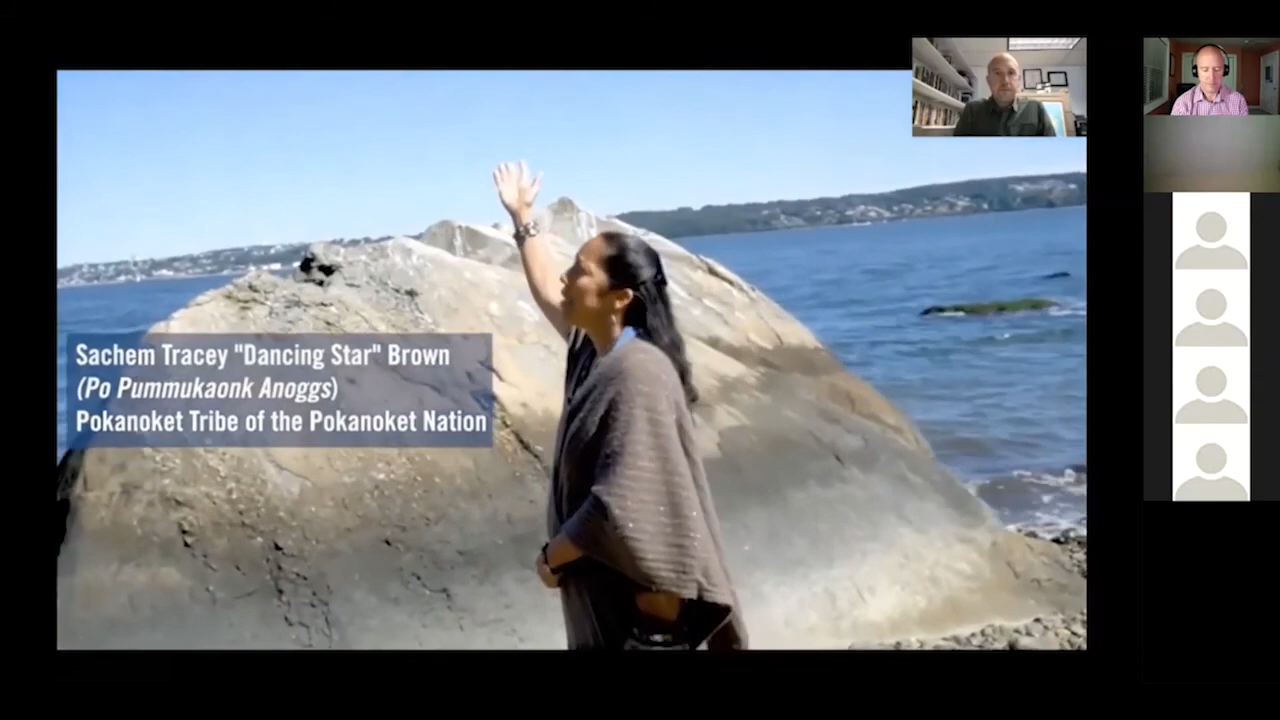 Sachem Tracey "Dancing Star" Brown
(Po Pummukaonk Anoggs)
Pokanoket Tribe of the Pokanoket Nation